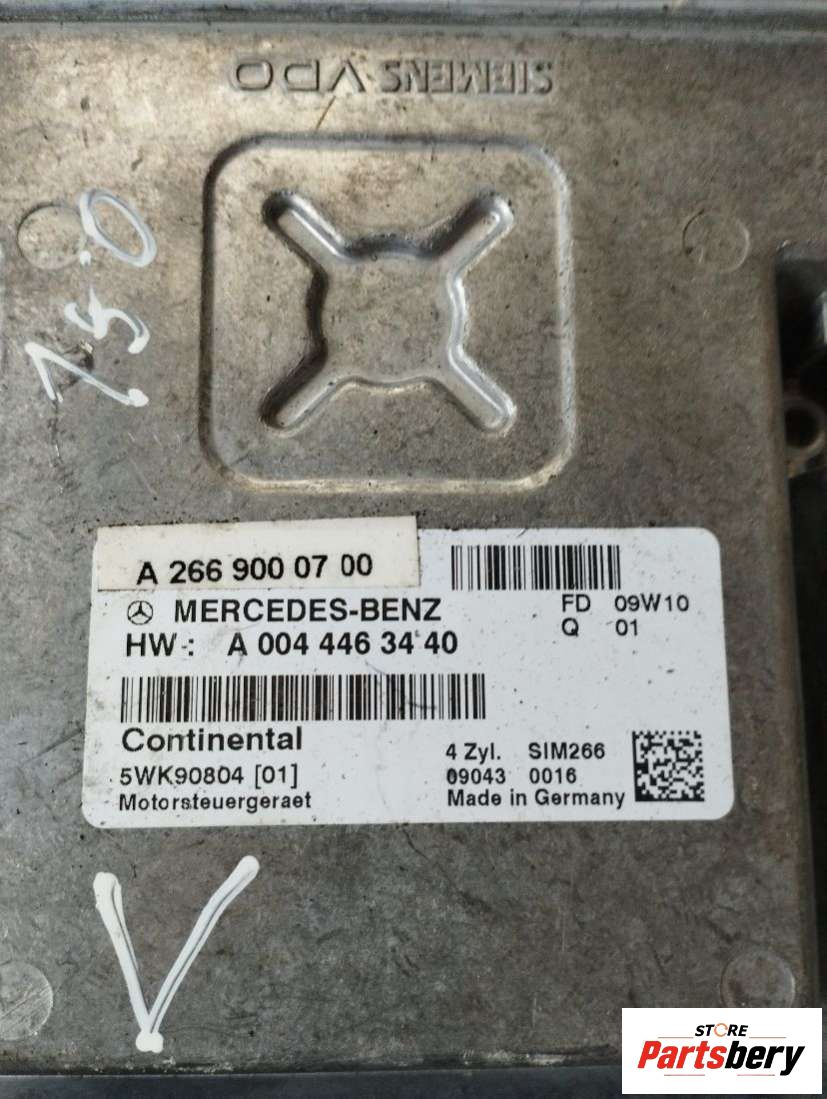 SIEMENS VDO
150
A 266 900 07 00
MERCEDES-BENZ
HW: A 004 446 34 40
FD 09W10
Q 01
Continental
5WK90804 [01]
Motorsteuergeraet
4 Zyl. SIM266
09043 0016
Made in Germany
V
STORE
Partsbery